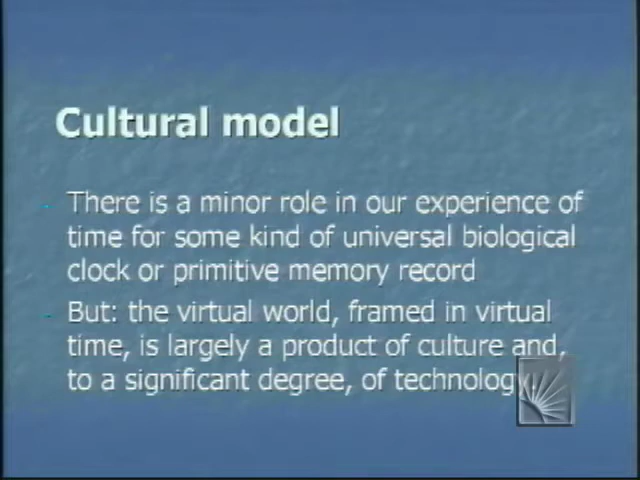 Cultural model
- There is a minor role in our experience of
time for some kind of universal biological
clock or primitive memory record
- But: the virtual world, framed in virtual
time, is largely a product of culture and,
to a significant degree, of technology.